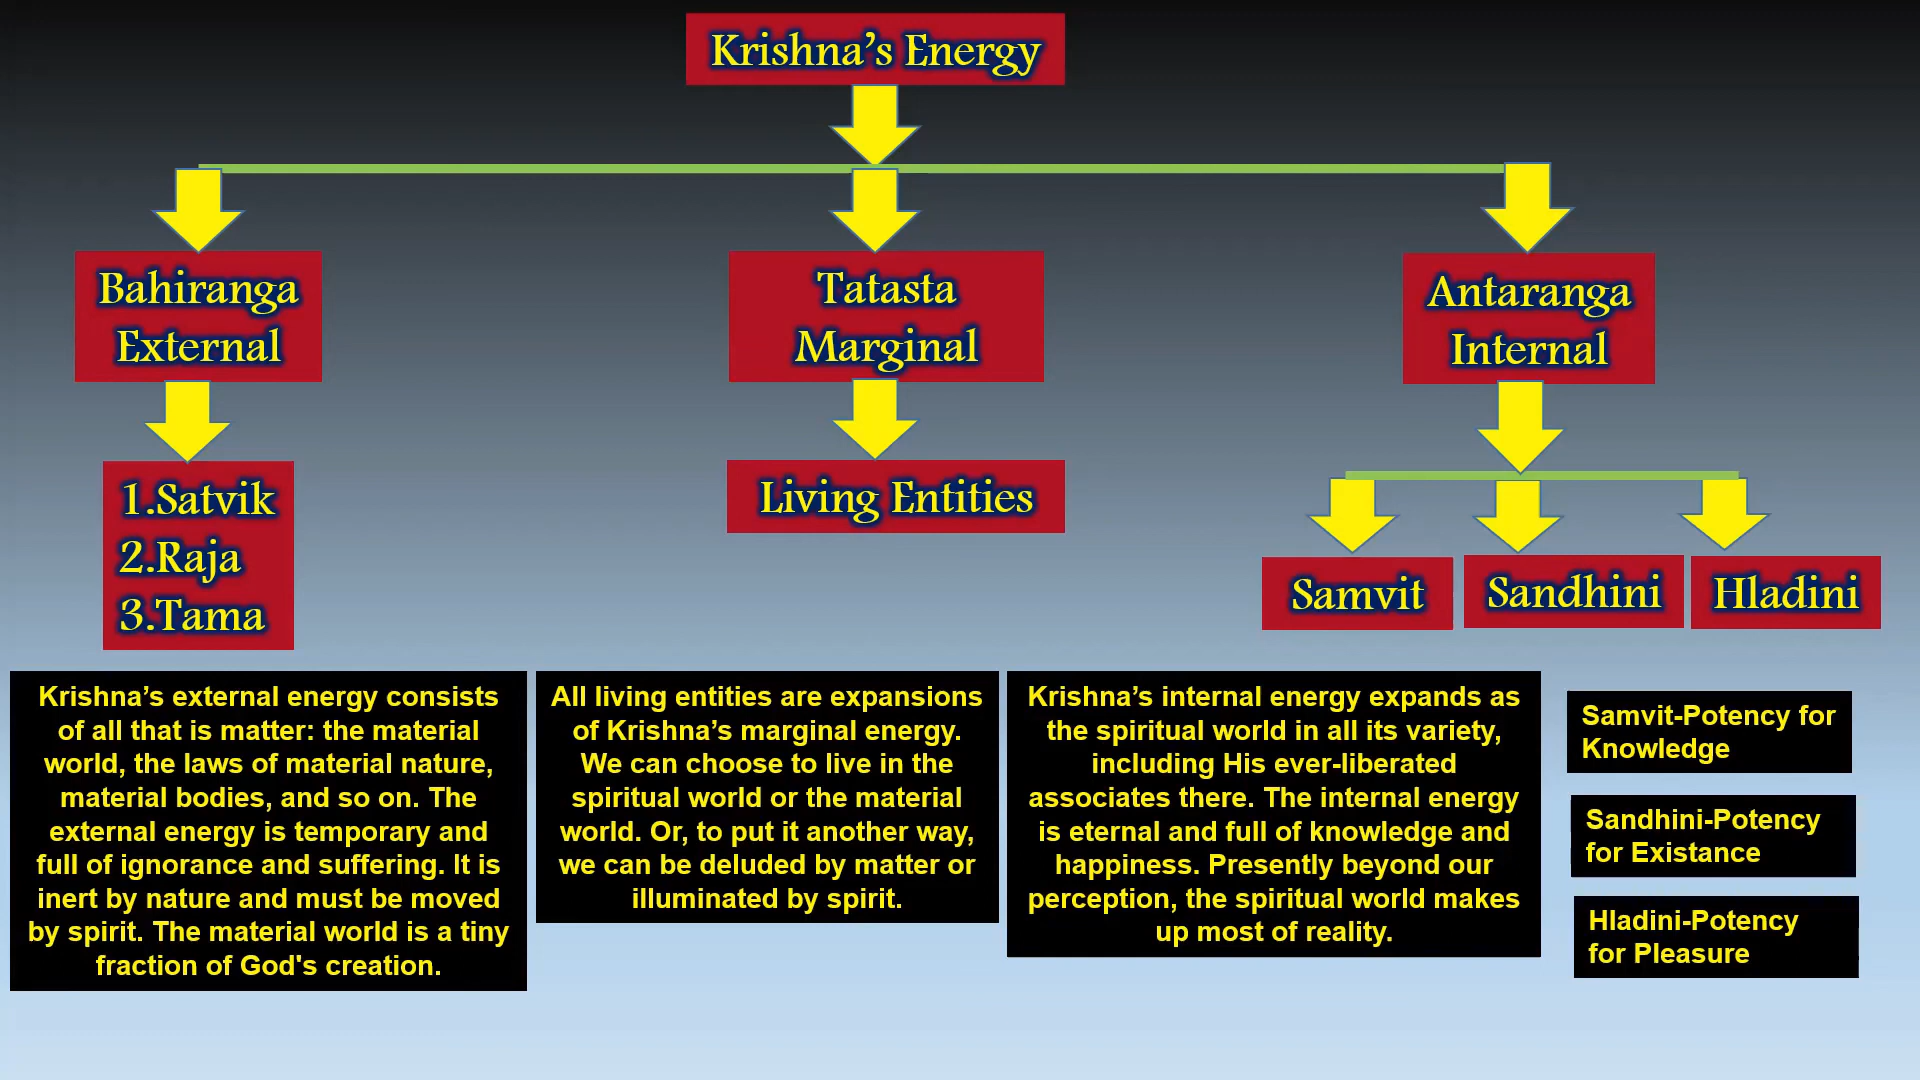 Krishna’s Energy
Bahiranga
External
Tatasta
Marginal
Antaranga
Internal
1.Satvik
2.Raja
3.Tama
Living Entities
Samvit
Sandhini
Hladini
Krishna’s external energy consists
of all that is matter: the material
world, the laws of material nature,
material bodies, and so on. The
external energy is temporary and
full of ignorance and suffering. It is
inert by nature and must be moved
by spirit. The material world is a tiny
fraction of God's creation.
All living entities are expansions
of Krishna’s marginal energy.
We can choose to live in the
spiritual world or the material
world. Or, to put it another way,
we can be deluded by matter or
illuminated by spirit.
Krishna’s internal energy expands as
the spiritual world in all its variety,
including His ever-liberated
associates there. The internal energy
is eternal and full of knowledge and
happiness. Presently beyond our
perception, the spiritual world makes
up most of reality.
Samvit-Potency for
Knowledge
Sandhini-Potency
for Existance
Hladini-Potency
for Pleasure